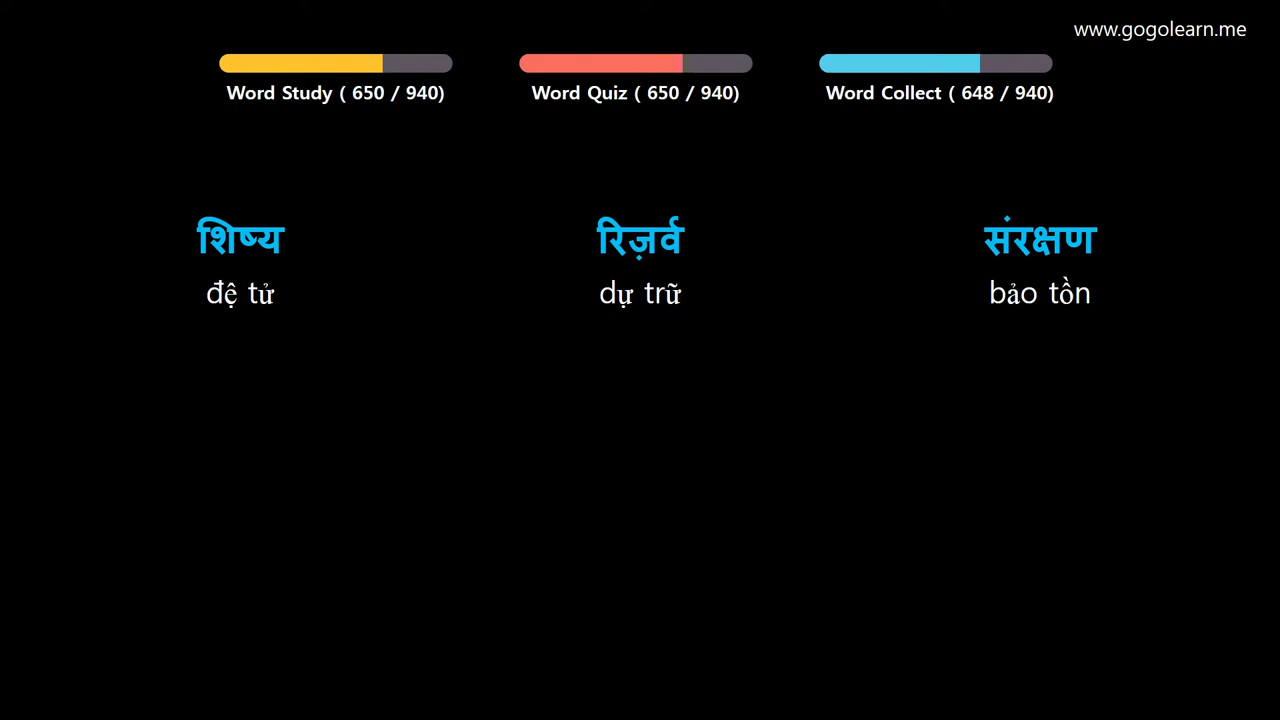 www.gogolearn.me
Word Study ( 650 / 940)
Word Quiz ( 650 / 940)
Word Collect ( 648 / 940)
शिष्य
đệ tử
रिज़र्व
dự trữ
संरक्षण
bảo tồn